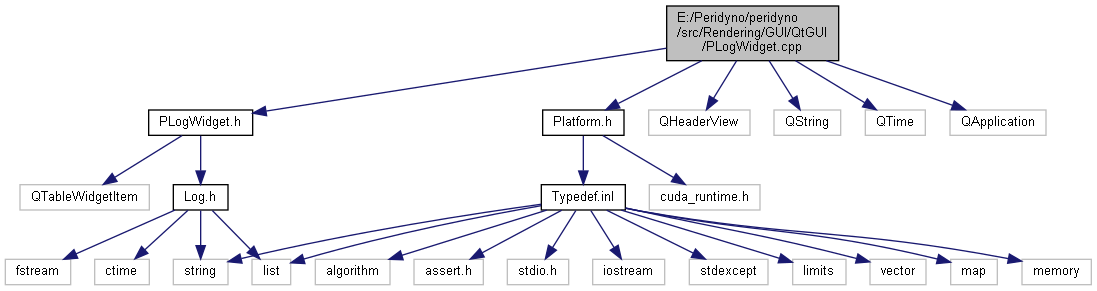 E:/Peridyno/peridyno
/src/Rendering/GUI/QtGUI
/PLogWidget.cpp
PLogWidget.h
Platform.h
QHeaderView
QString
QTime
QApplication
QTableWidgetItem
Log.h
Typedef.inl
cuda_runtime.h
fstream
ctime
string
list
algorithm
assert.h
stdio.h
iostream
stdexcept
limits
vector
map
memory